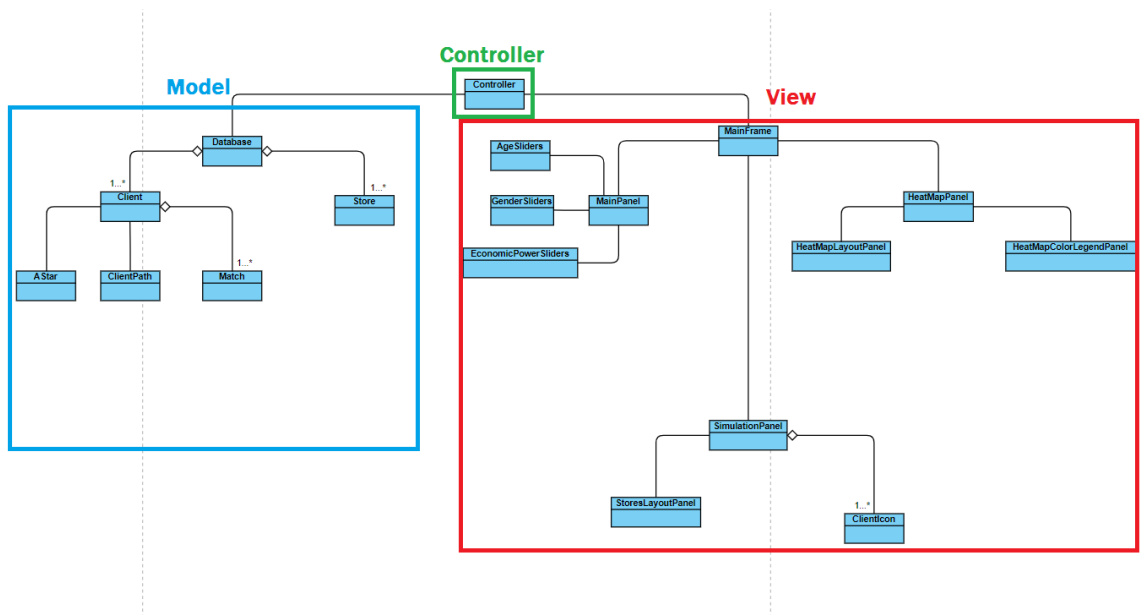 Controller
Model
Controller
View
MainFrame
Database
AgeSliders
1...*
1...*
Client
Store
GenderSliders
MainPanel
HeatMapPanel
HeatMapLayoutPanel
HeatMapColorLegendPanel
EconomicPowerSliders
1...*
AStar
ClientPath
Match
SimulationPanel
StoresLayoutPanel
1...*
ClientIcon